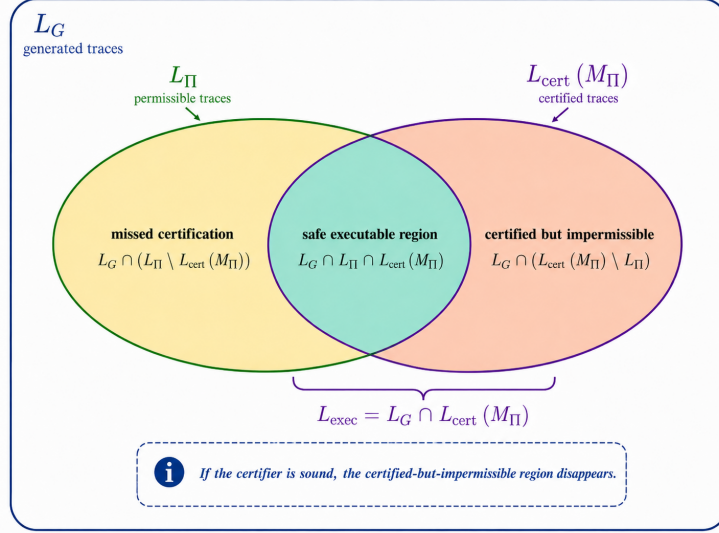 L_G
generated traces
L_Π
permissible traces
L_cert (M_Π)
certified traces
missed certification
L_G ∩ (L_Π \ L_cert (M_Π))
safe executable region
L_G ∩ L_Π ∩ L_cert (M_Π)
certified but impermissible
L_G ∩ (L_cert (M_Π) \ L_Π)
L_exec = L_G ∩ L_cert (M_Π)
i
If the certifier is sound, the certified-but-impermissible region disappears.